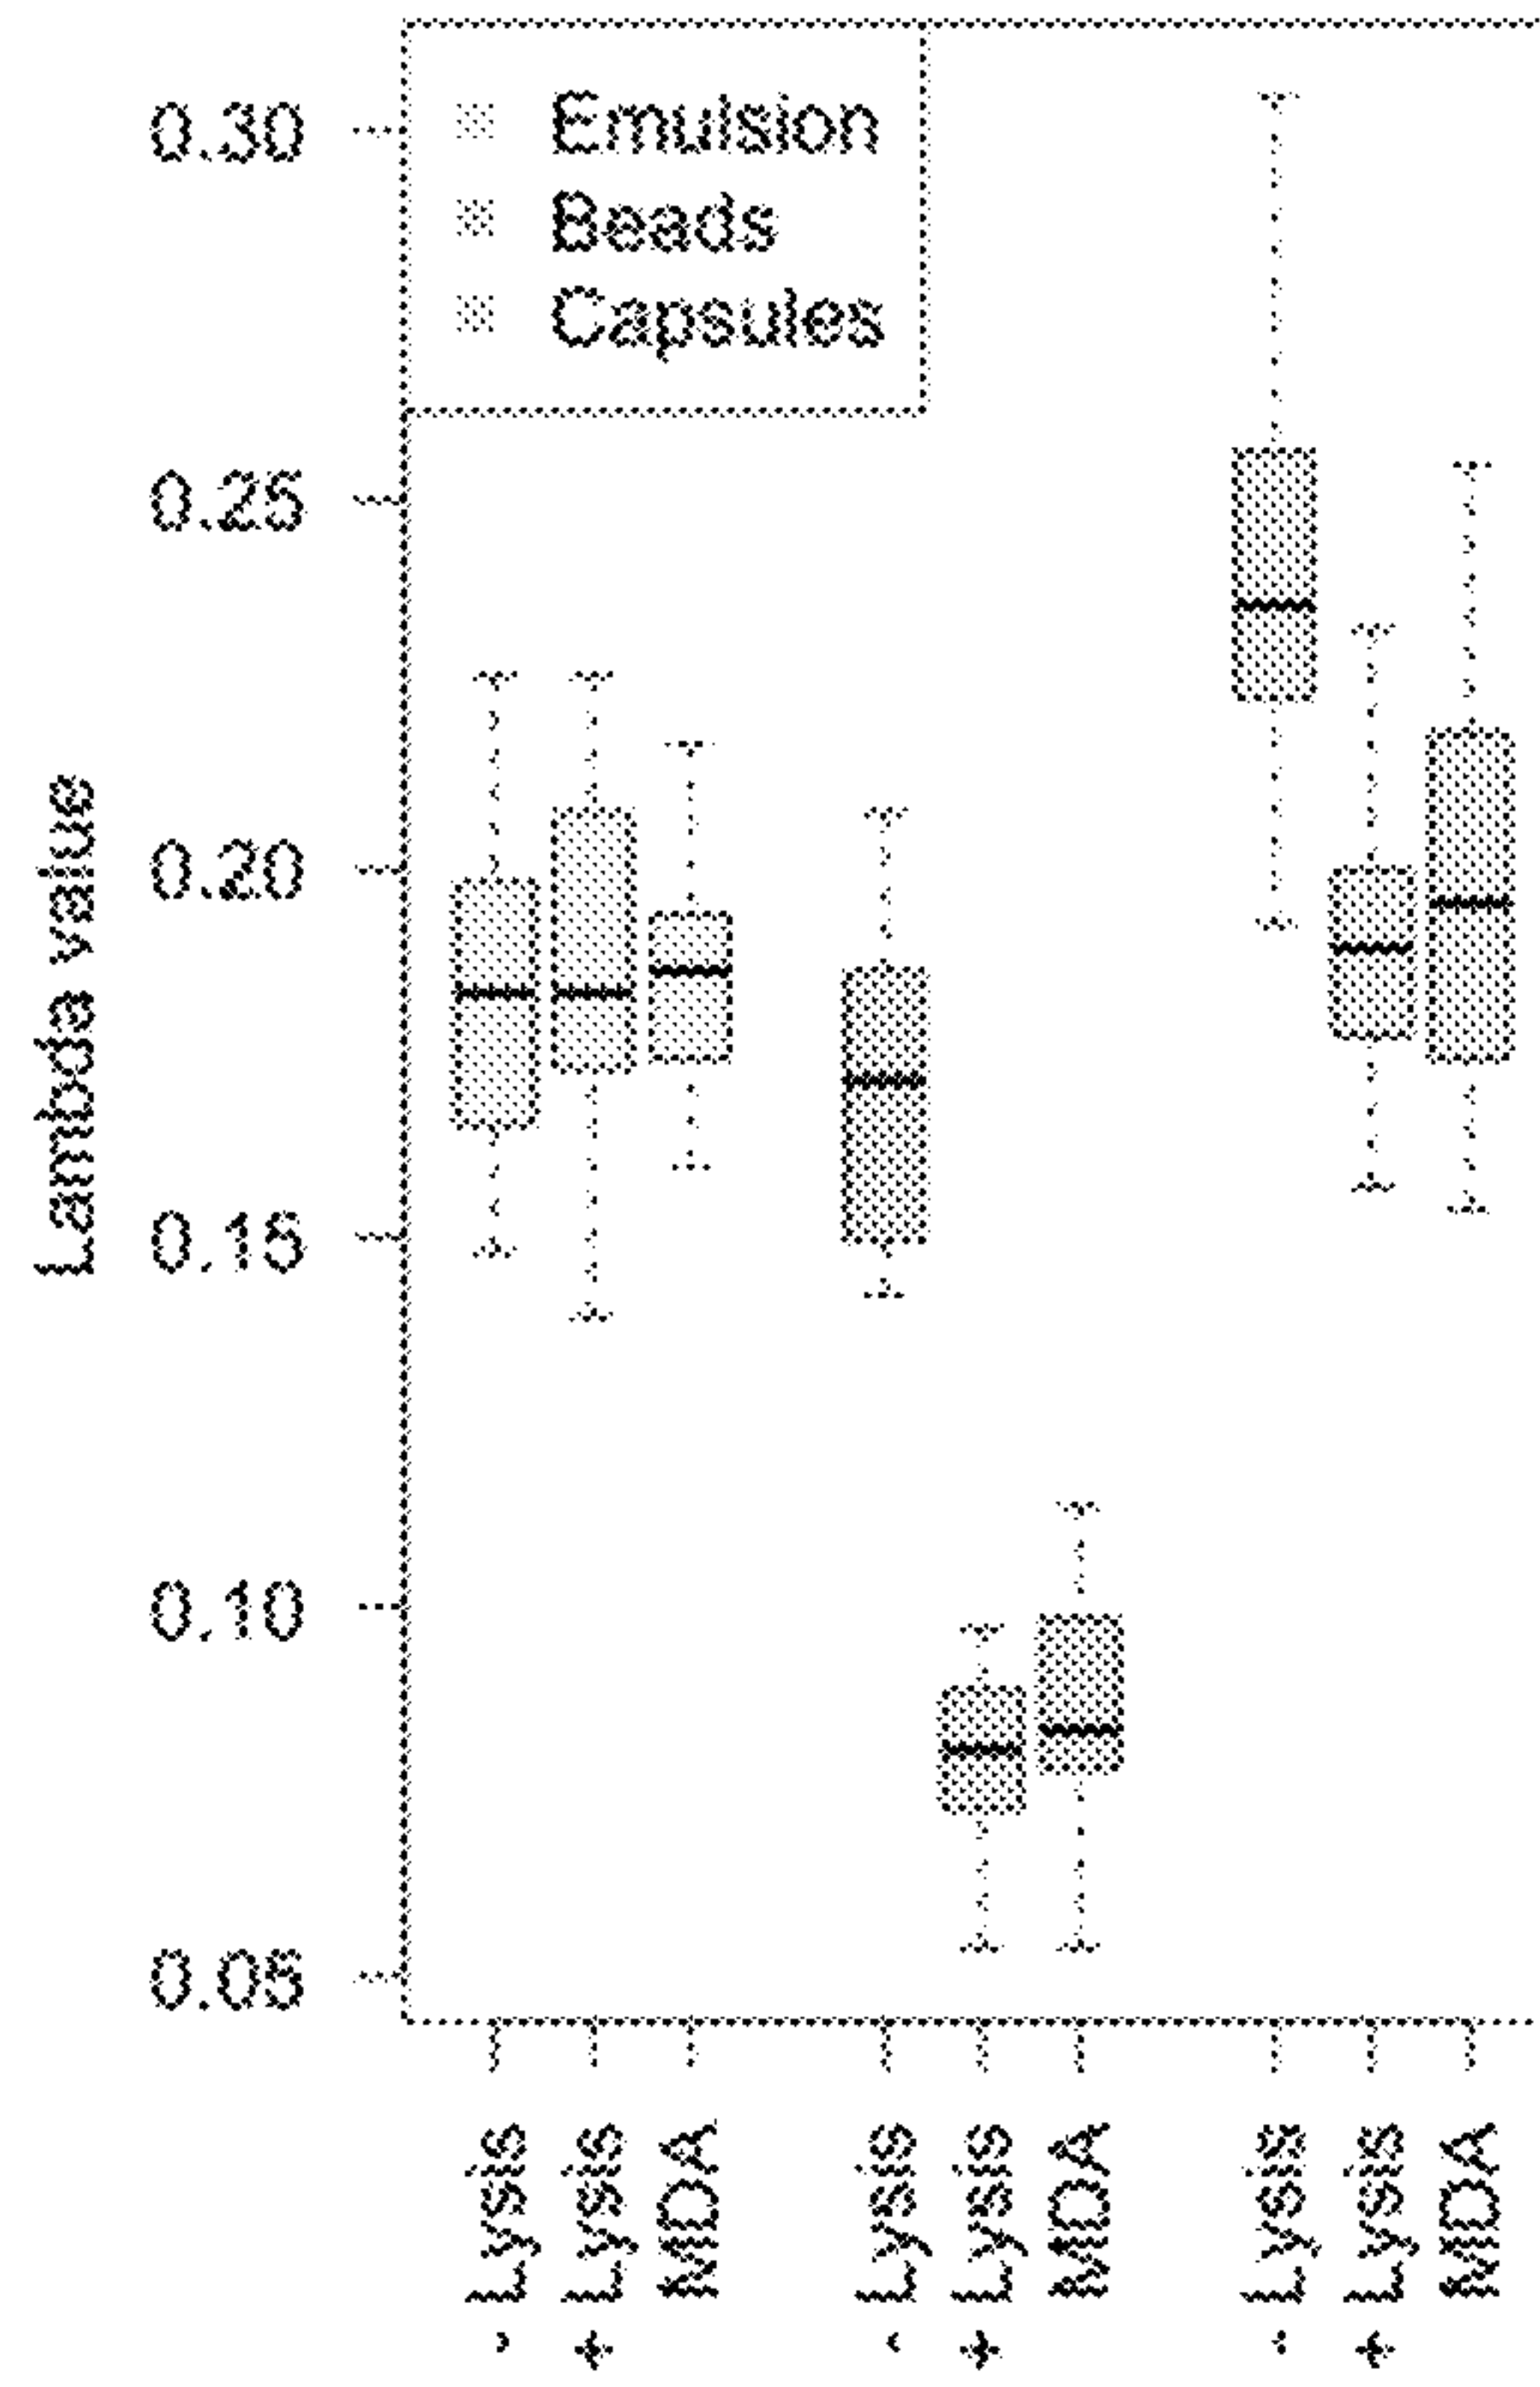 Emulsion
Beads
Capsules
Lambda value
0.30
0.25
0.20
0.15
0.10
0.05
- Lysis
+ Lysis
MDA
- Lysis
+ Lysis
MDA
- Lysis
+ Lysis
MDA